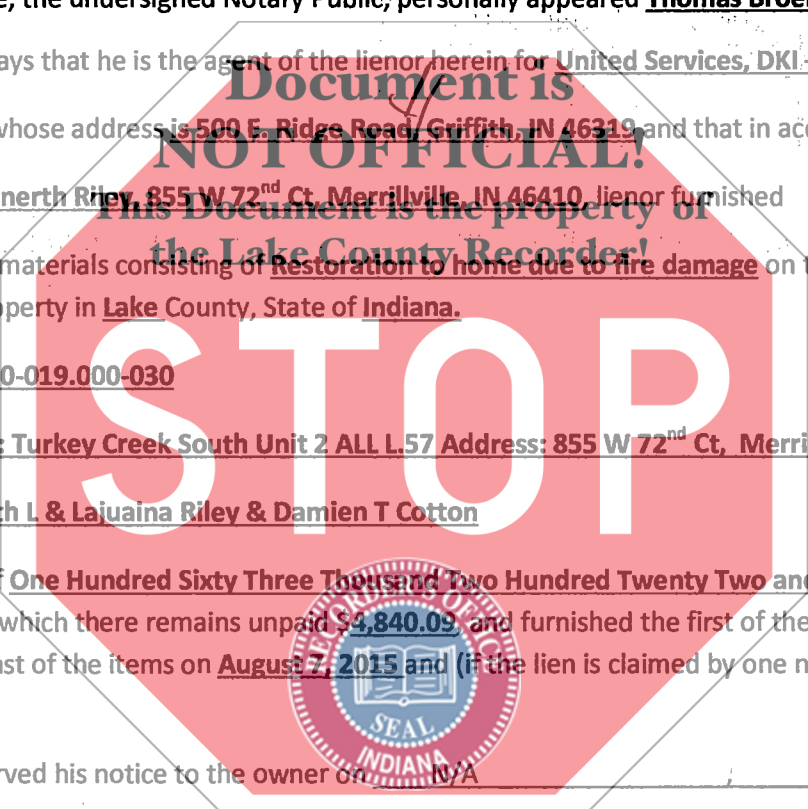 e, the undersigned Notary Public, personally appeared Thomas Broe
ays that he is the agent of the lienor herein for United Services, DKI
Document is
whose address is 500 E. Ridge Road, Griffith, IN 46319 and that in acc
NOT OFFICIAL!
nerth Riley, 855 W 72nd Ct, Merrillville, IN 46410, lienor furnished
This Document is the property of
the Lake County Recorder!
materials consisting of Restoration to home due to fire damage on t
perty in Lake County, State of Indiana.
STOP
0-019.000-030
: Turkey Creek South Unit 2 ALL L.57 Address: 855 W 72nd Ct, Merri
th L & Lajuaina Riley & Damien T Cotton
f One Hundred Sixty Three Thousand Two Hundred Twenty Two and
which there remains unpaid $4,840.09, and furnished the first of the
ast of the items on August 7, 2015 and (if the lien is claimed by one n
RECORDER'S OFFICE
SEAL
INDIANA
rved his notice to the owner on N/A